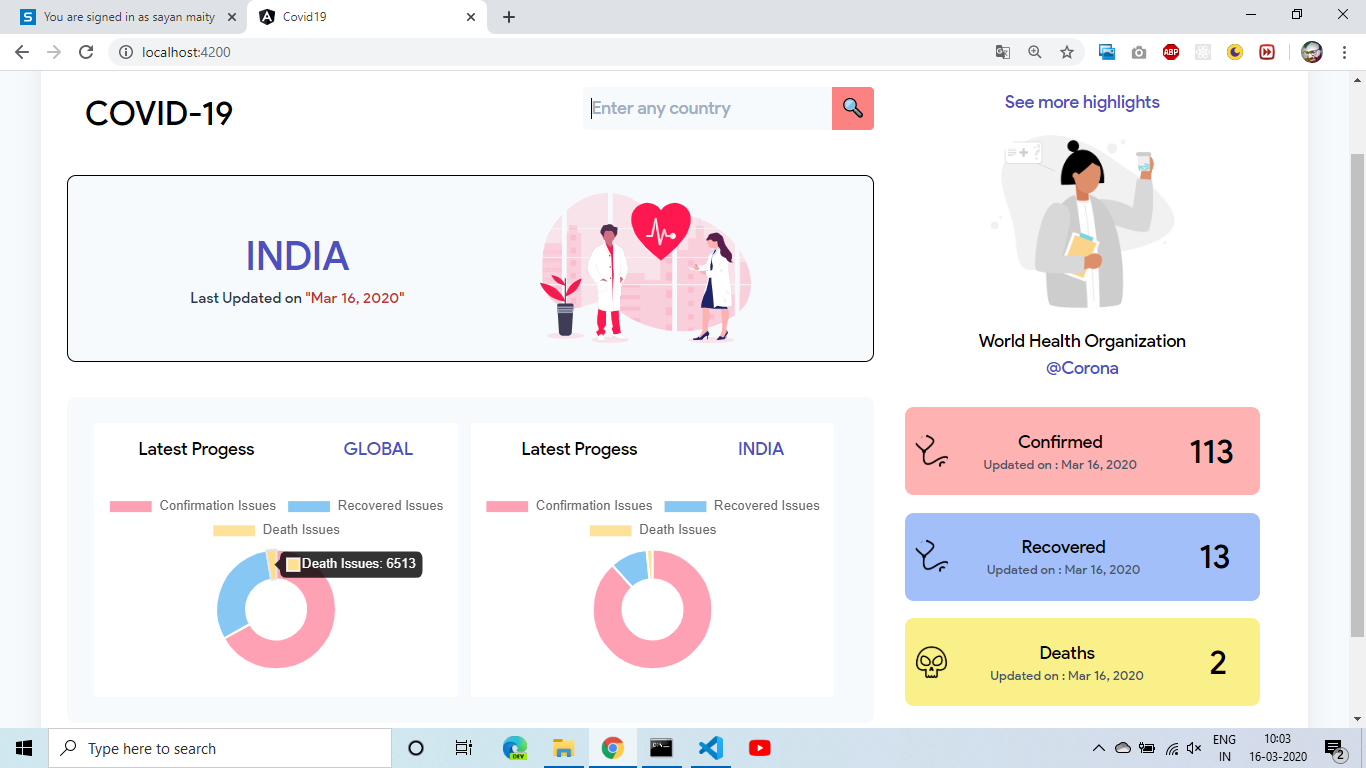 You are signed in as sayan maity
Covid19
localhost:4200
ABP
COVID-19
Enter any country
See more highlights
INDIA
Last Updated on "Mar 16, 2020"
World Health Organization
@Corona
Latest Progess
GLOBAL
Confirmation Issues
Recovered Issues
Death Issues
Death Issues: 6513
Latest Progess
INDIA
Confirmation Issues
Recovered Issues
Death Issues
Confirmed
Updated on : Mar 16, 2020
113
Recovered
Updated on : Mar 16, 2020
13
Deaths
Updated on : Mar 16, 2020
2
Type here to search
DEV
ENG
IN
10:03
16-03-2020
2